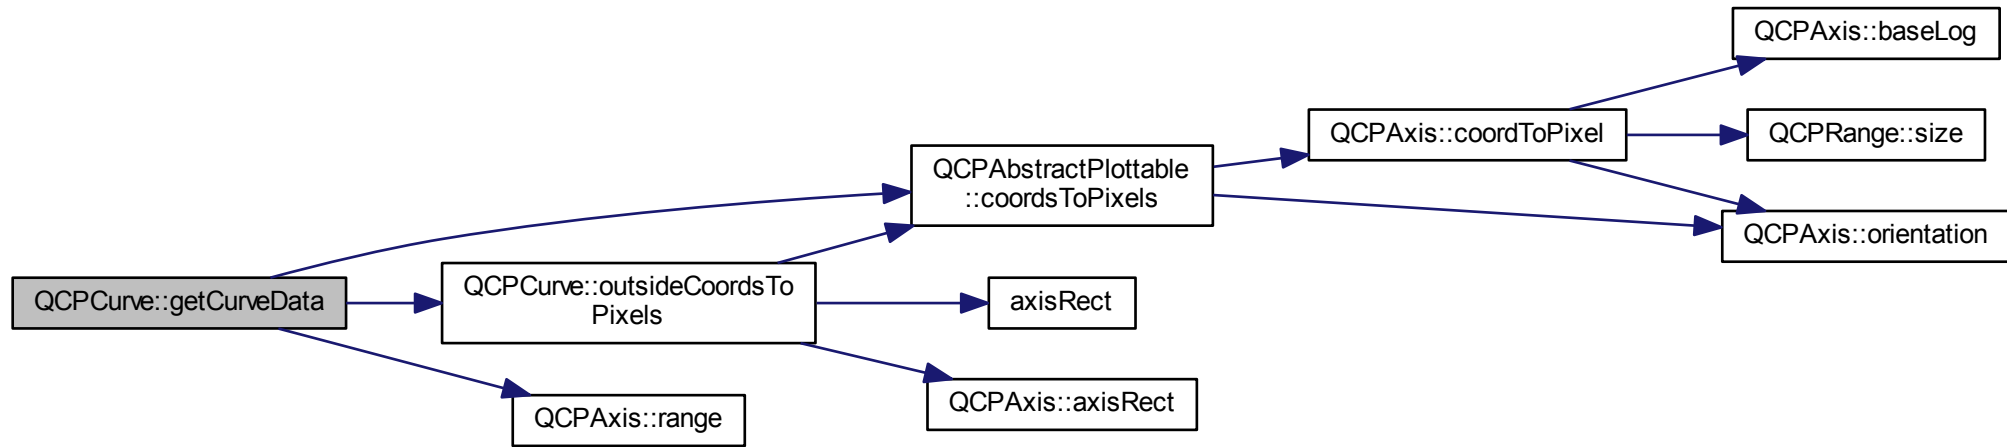 QCPCurve::getCurveData
QCPCurve::outsideCoordsTo
Pixels
QCPAxis::range
QCPAbstractPlottable
::coordsToPixels
axisRect
QCPAxis::axisRect
QCPAxis::coordToPixel
QCPAxis::baseLog
QCPRange::size
QCPAxis::orientation